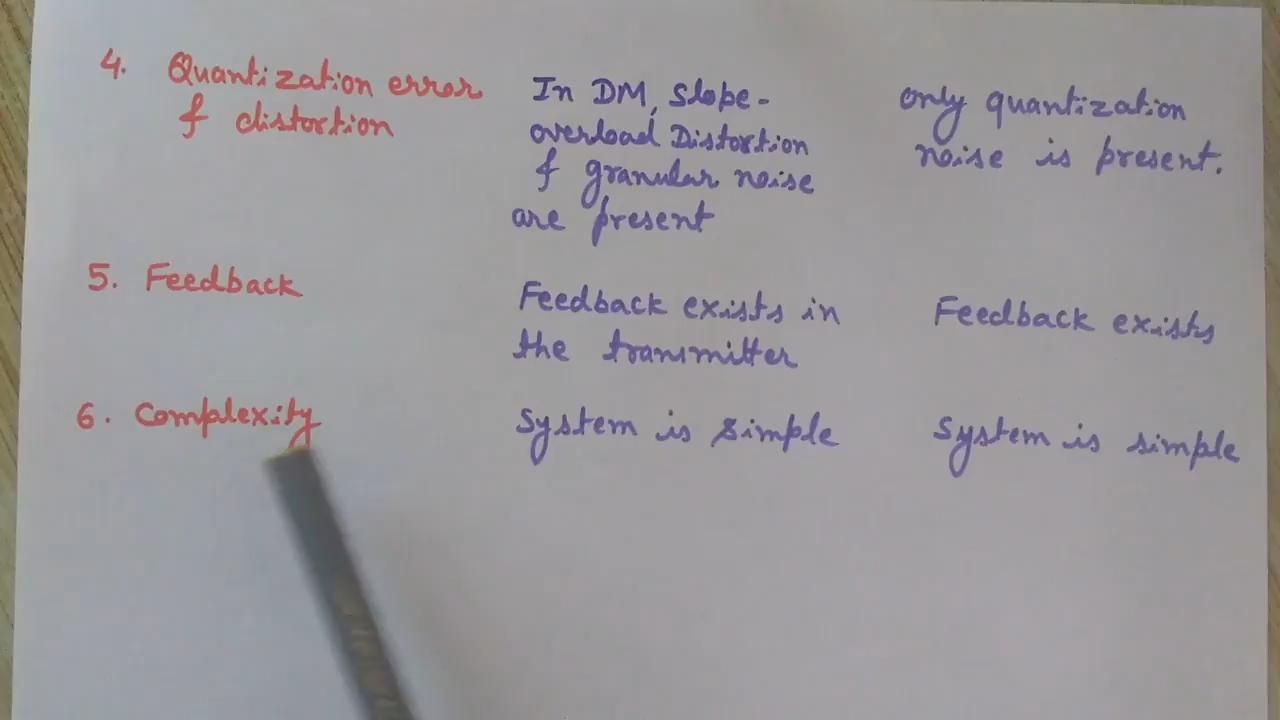 4. Quantization error
& distortion
In DM, Slope-
overload Distortion
& granular noise
are present
only quantization
noise is present.
5. Feedback
Feedback exists in
the transmitter
Feedback exists
6. Complexity
System is simple
System is simple